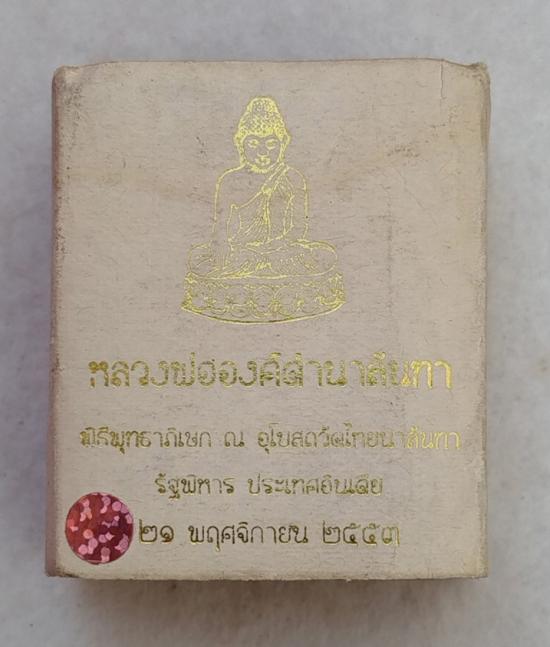 หลวงพ่อองค์ดำนาลันทา
พิธีพุทธาภิเษก ณ อุโบสถวัดไทยนาลันทา
รัฐพิหาร ประเทศอินเดีย
๒๑ พฤศจิกายน ๒๕๕๓